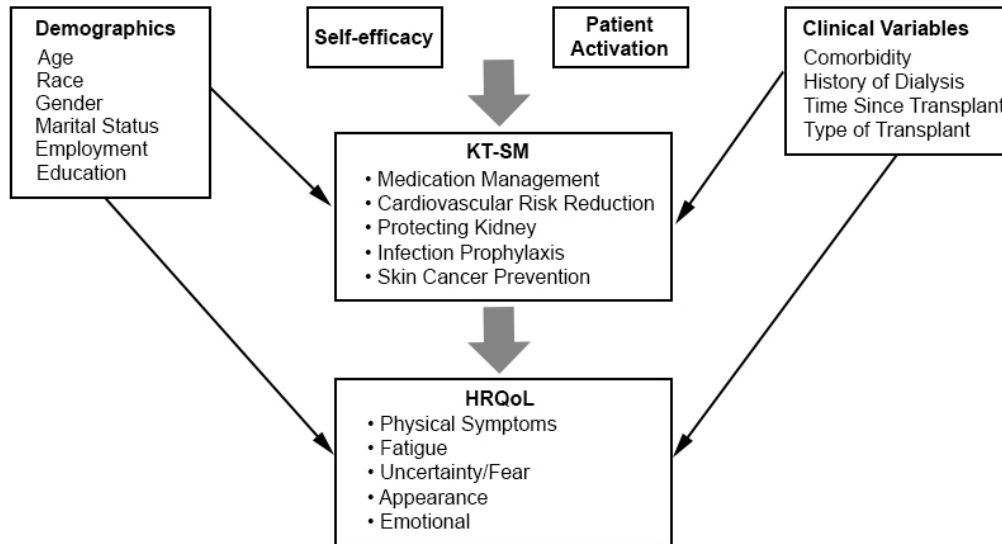 Demographics
Age
Race
Gender
Marital Status
Employment
Education
Self-efficacy
Patient
Activation
Clinical Variables
Comorbidity
History of Dialysis
Time Since Transplant
Type of Transplant
KT-SM
• Medication Management
• Cardiovascular Risk Reduction
• Protecting Kidney
• Infection Prophylaxis
• Skin Cancer Prevention
HRQoL
• Physical Symptoms
• Fatigue
• Uncertainty/Fear
• Appearance
• Emotional